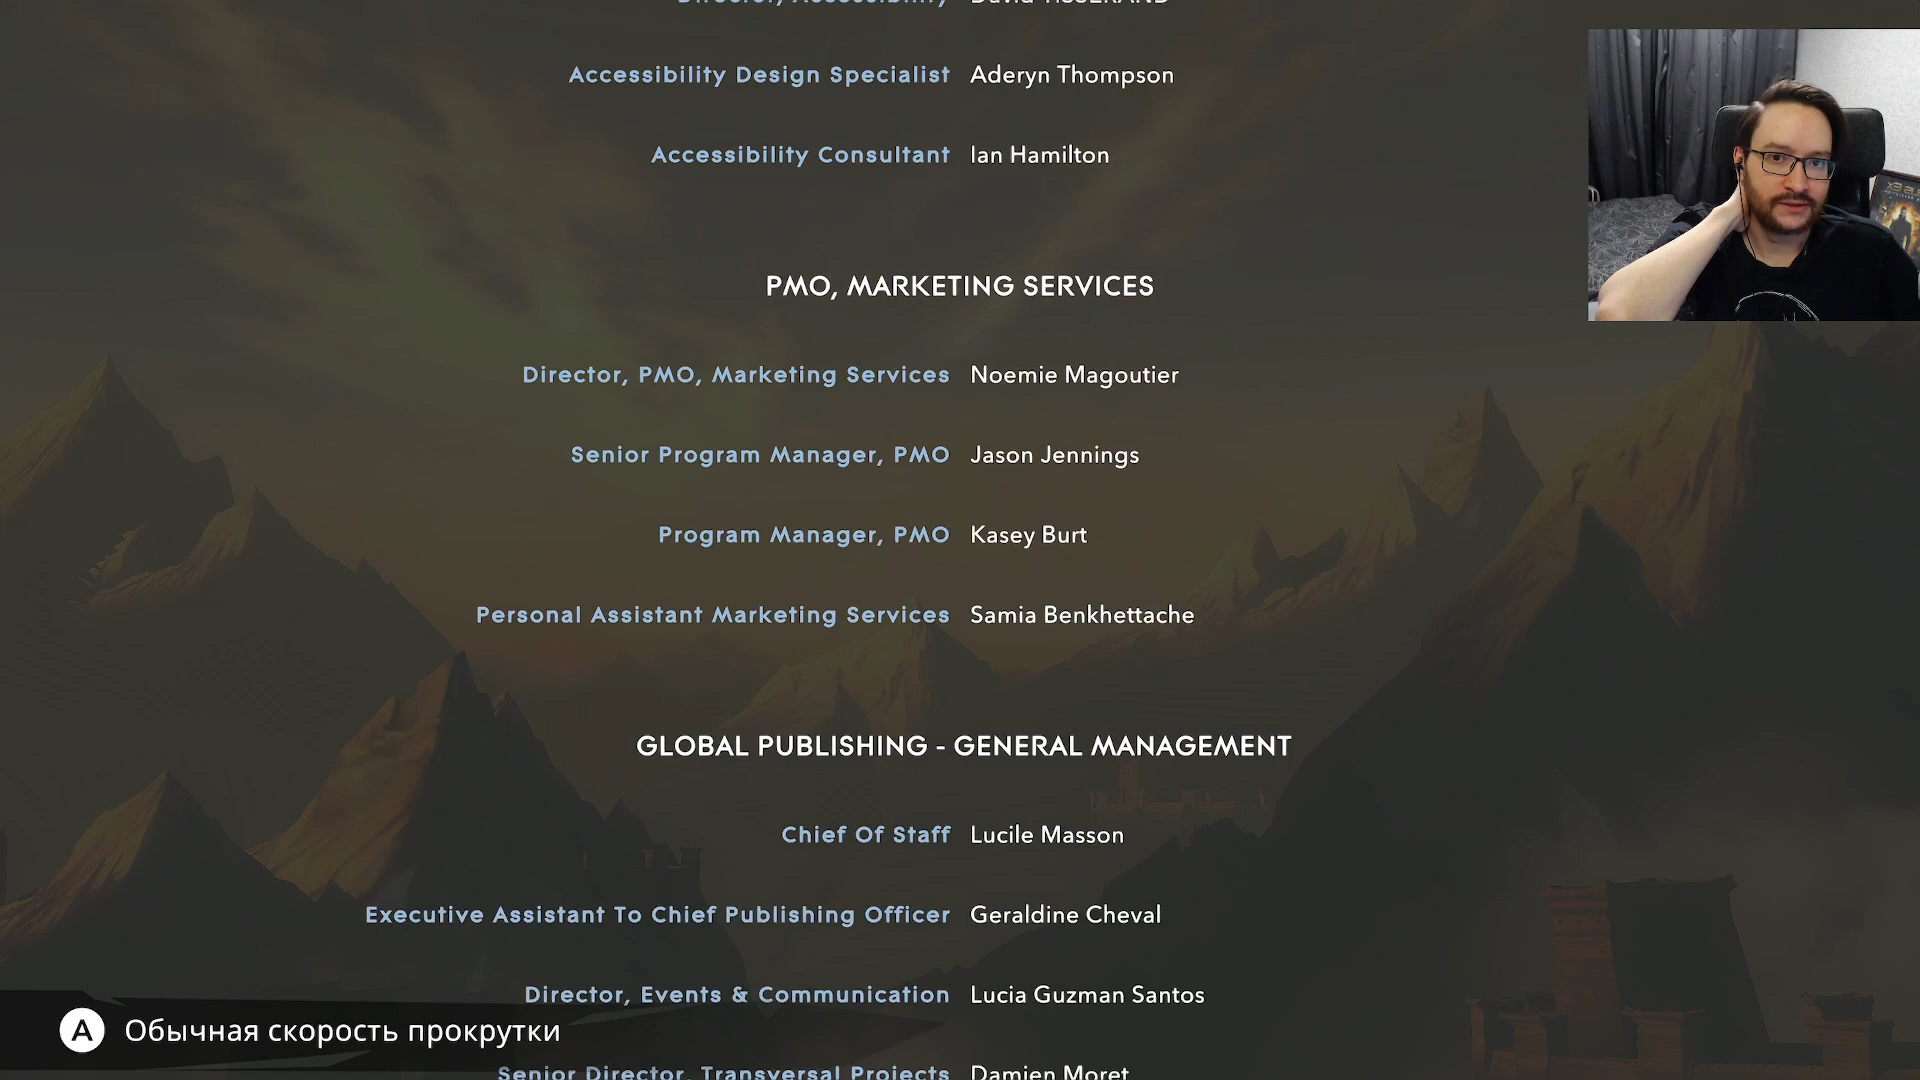 Accessibility Design Specialist Aderyn Thompson
Accessibility Consultant Ian Hamilton
PMO, MARKETING SERVICES
Director, PMO, Marketing Services Noemie Magoutier
Senior Program Manager, PMO Jason Jennings
Program Manager, PMO Kasey Burt
Personal Assistant Marketing Services Samia Benkhettache
GLOBAL PUBLISHING - GENERAL MANAGEMENT
Chief Of Staff Lucile Masson
Executive Assistant To Chief Publishing Officer Geraldine Cheval
Director, Events & Communication Lucia Guzman Santos
A Обычная скорость прокрутки
Senior Director, Transversal Projects Damien Moret